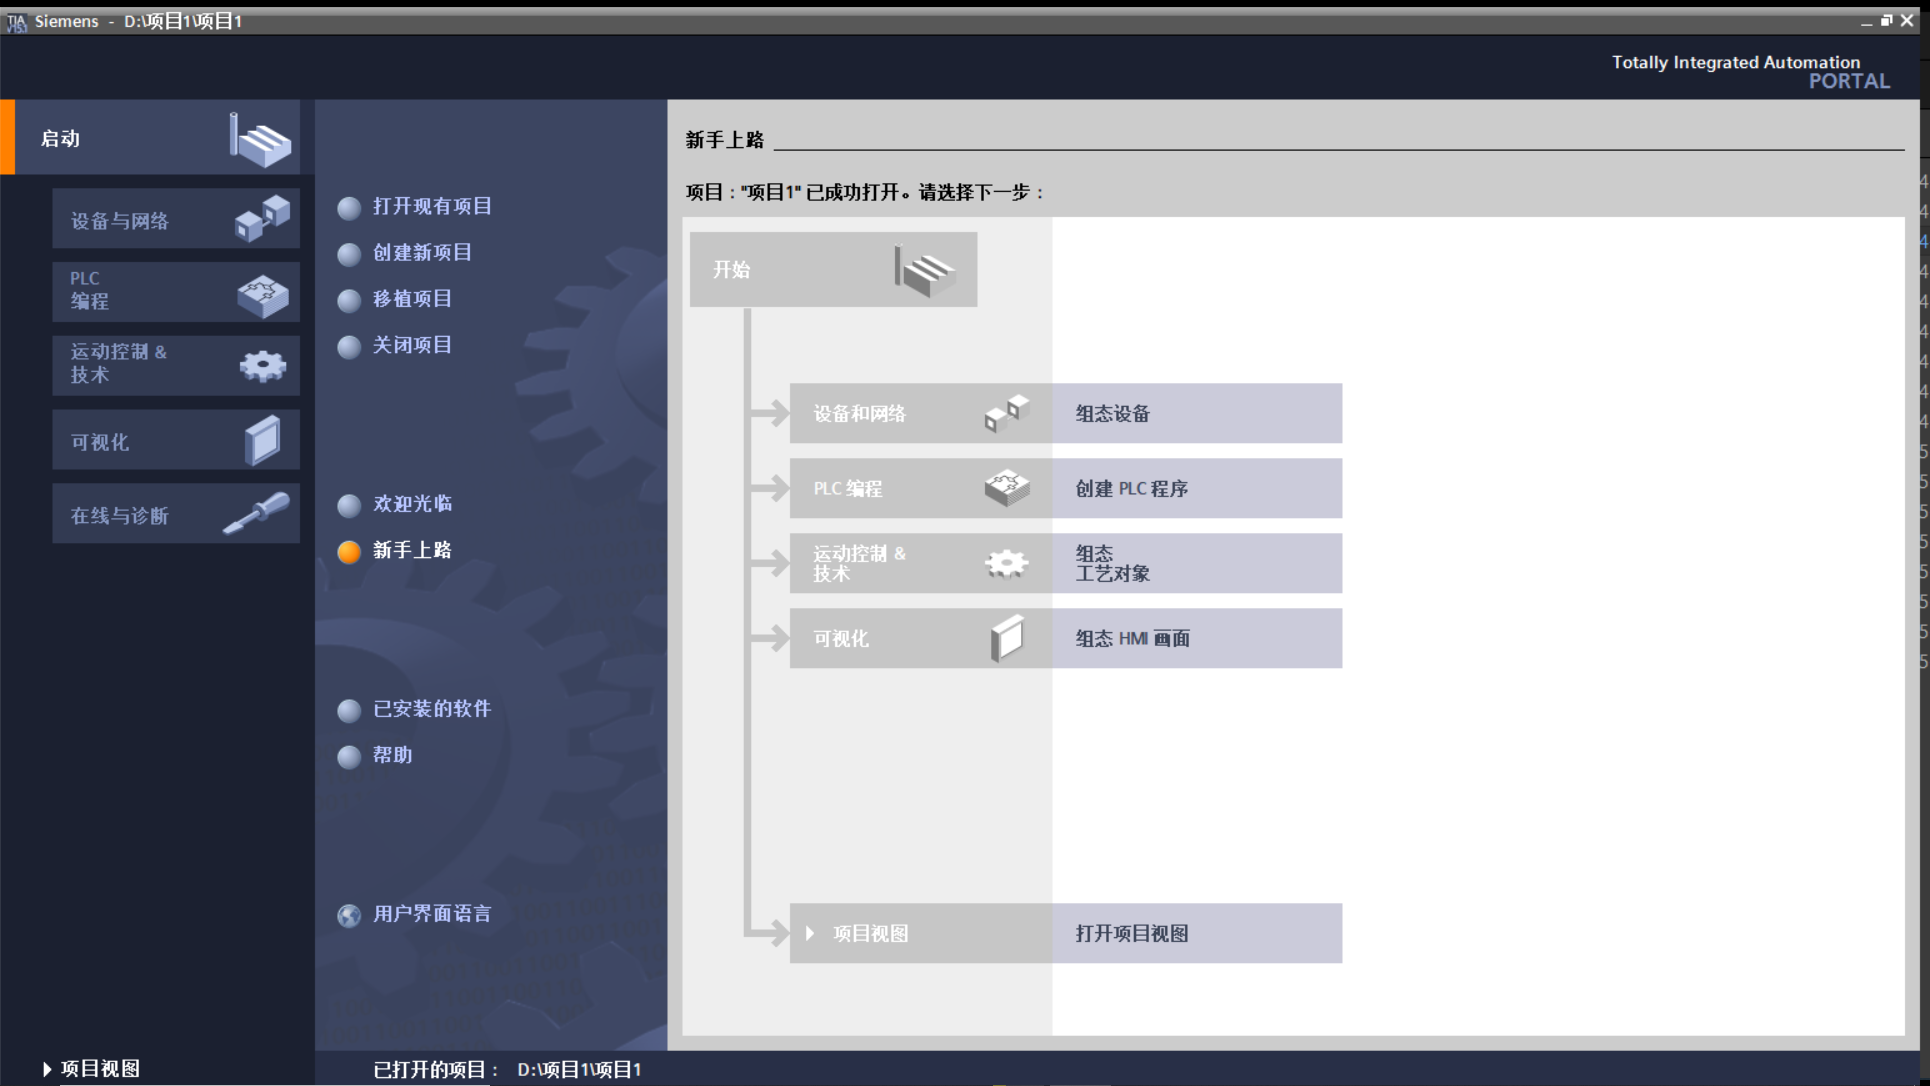 Siemens - D:\项目1\项目1
Totally Integrated Automation
PORTAL
启动
设备与网络
PLC
编程
运动控制 &
技术
可视化
在线与诊断
项目视图
打开现有项目
创建新项目
移植项目
关闭项目
欢迎光临
新手上路
已安装的软件
帮助
用户界面语言
新手上路
项目："项目1" 已成功打开。请选择下一步：
开始
设备和网络
组态设备
PLC 编程
创建 PLC 程序
运动控制 &
技术
组态
工艺对象
可视化
组态 HMI 画面
项目视图
打开项目视图
已打开的项目： D:\项目1\项目1